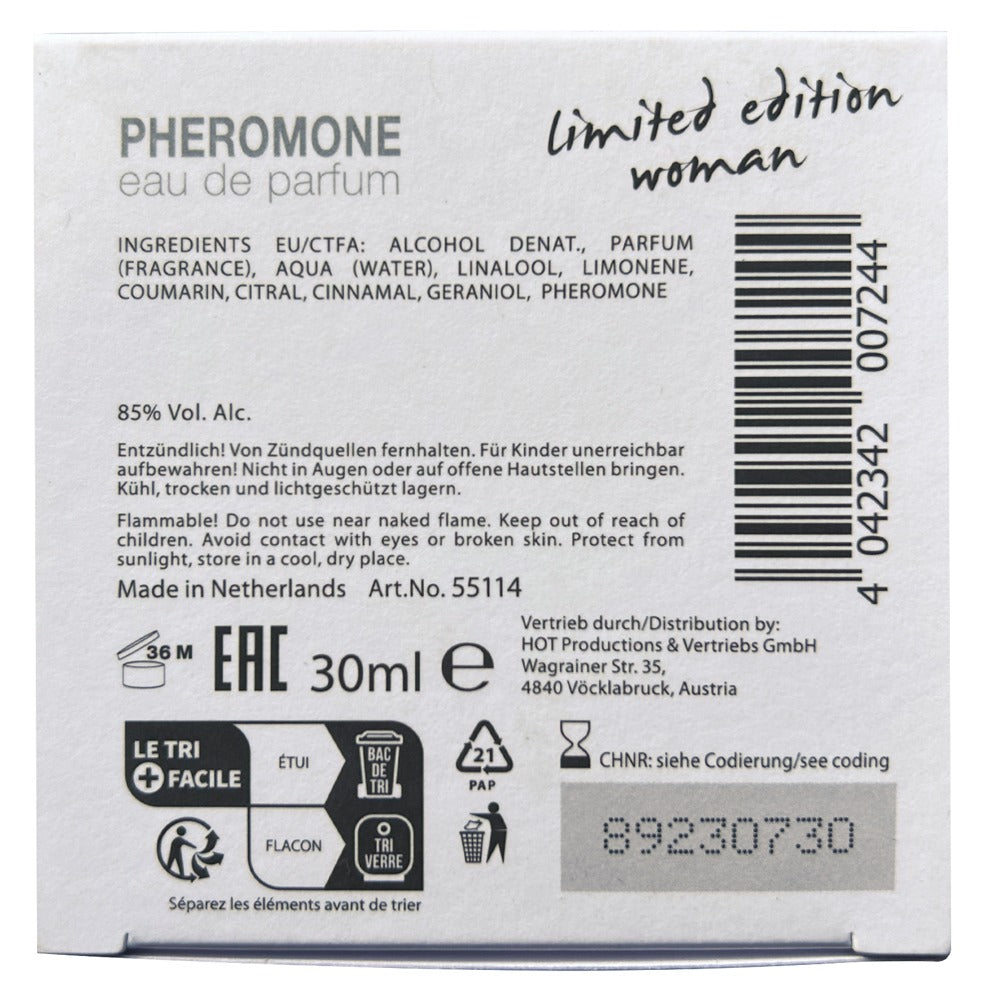 PHEROMONE
eau de parfum
limited edition
woman
INGREDIENTS EU/CTFA: ALCOHOL DENAT., PARFUM
(FRAGRANCE), AQUA (WATER), LINALOOL, LIMONENE,
COUMARIN, CITRAL, CINNAMAL, GERANIOL, PHEROMONE
4 042342 007244
85% Vol. Alc.
Entzündlich! Von Zündquellen fernhalten. Für Kinder unerreichbar
aufbewahren! Nicht in Augen oder auf offene Hautstellen bringen.
Kühl, trocken und lichtgeschützt lagern.
Flammable! Do not use near naked flame. Keep out of reach of
children. Avoid contact with eyes or broken skin. Protect from
sunlight, store in a cool, dry place.
Made in Netherlands Art.No. 55114
36 M
EAC
30ml e
Vertrieb durch/Distribution by:
HOT Productions & Vertriebs GmbH
Wagrainer Str. 35,
4840 Vöcklabruck, Austria
LE TRI
+ FACILE
ÉTUI
BAC
DE
TRI
FLACON
TRI
VERRE
Séparez les éléments avant de trier
21
PAP
CHNR: siehe Codierung/see coding
89230730